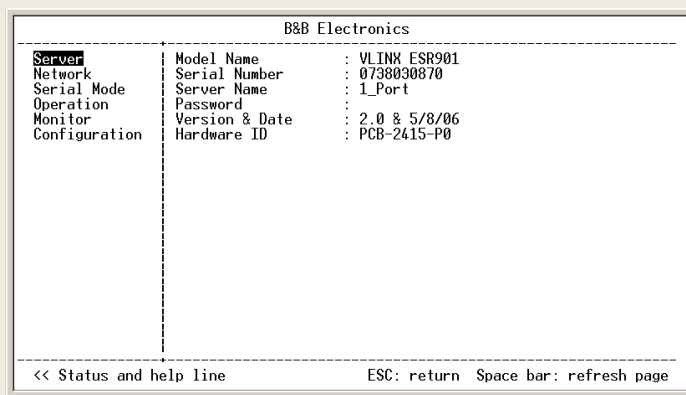 B&B Electronics
Server
Network
Serial Mode
Operation
Monitor
Configuration
Model Name : VLINX ESR901
Serial Number : 0738030870
Server Name : 1_Port
Password :
Version & Date : 2.0 & 5/8/06
Hardware ID : PCB-2415-P0
<< Status and help line ESC: return Space bar: refresh page